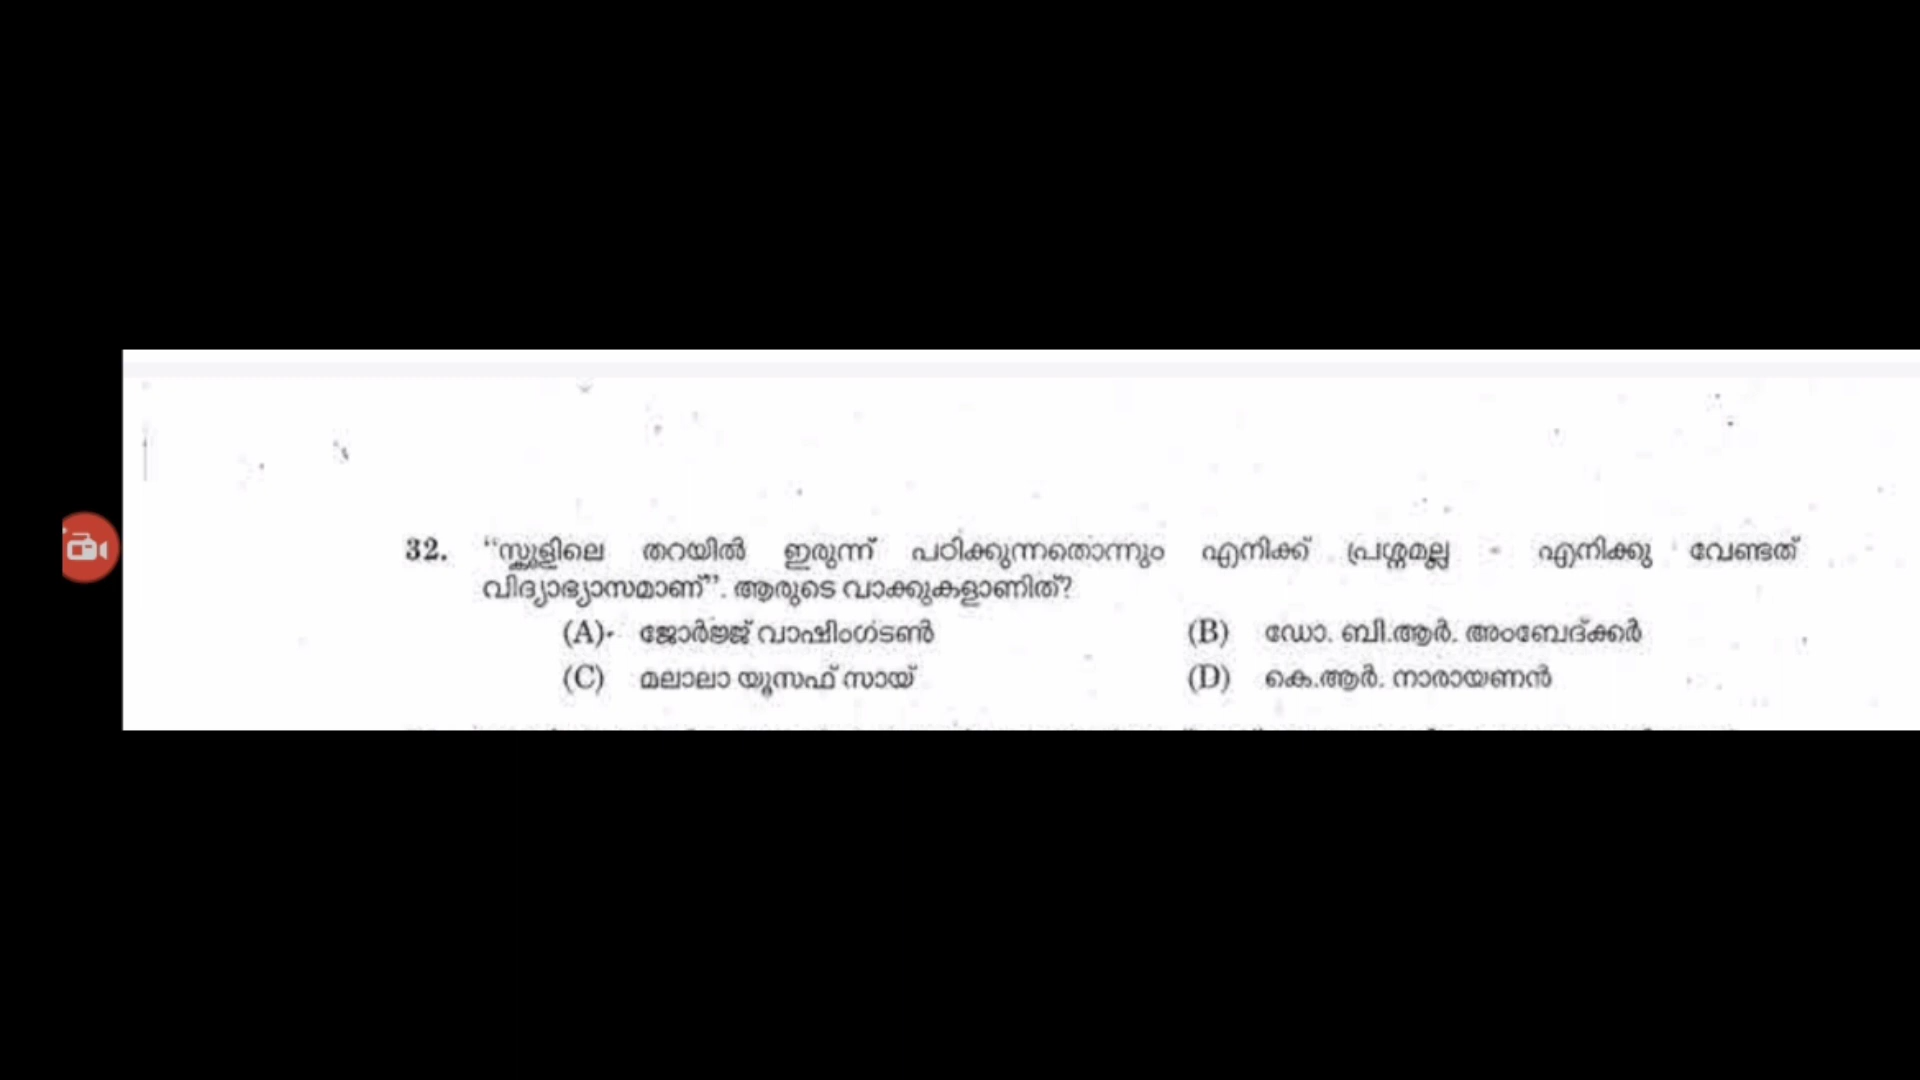 32. “സ്കൂളിലെ തറയിൽ ഇരുന്ന് പഠിക്കുന്നതൊന്നും എനിക്ക് പ്രശ്നമല്ല - എനിക്കു വേണ്ടത്
വിദ്യാഭ്യാസമാണ്”. ആരുടെ വാക്കുകളാണിത്?
(A) ജോർജ്ജ് വാഷിംഗ്ടൺ (B) ഡോ. ബി.ആർ. അംബേദ്ക്കർ
(C) മലാലാ യൂസഫ് സായ് (D) കെ.ആർ. നാരായണൻ